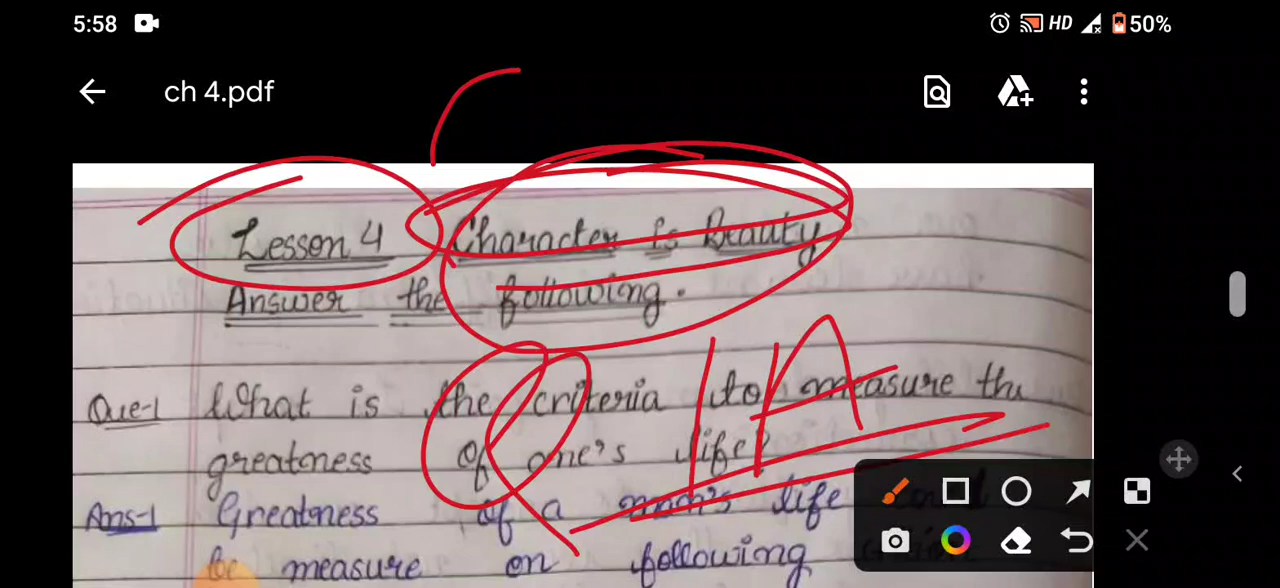 5:58 HD 50%
ch 4.pdf
Lesson 4 Character is Beauty
Answer the following.
Que-1 What is the criteria to measure the
greatness of one's life?
Ans-1 Greatness of a man's life
be measure on following